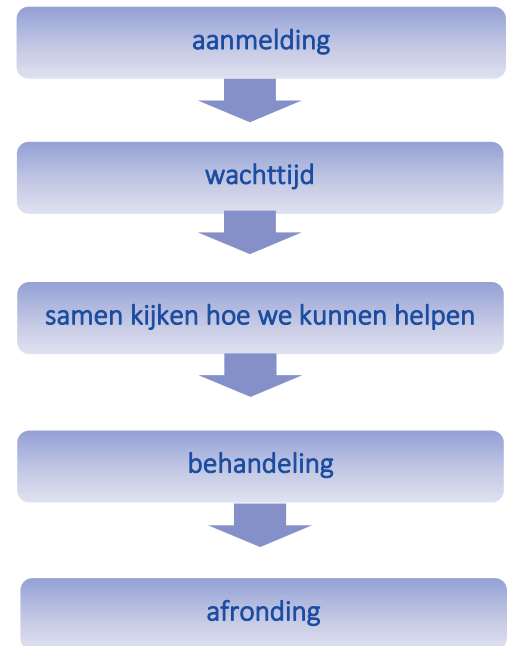 aanmelding
wachttijd
samen kijken hoe we kunnen helpen
behandeling
afronding